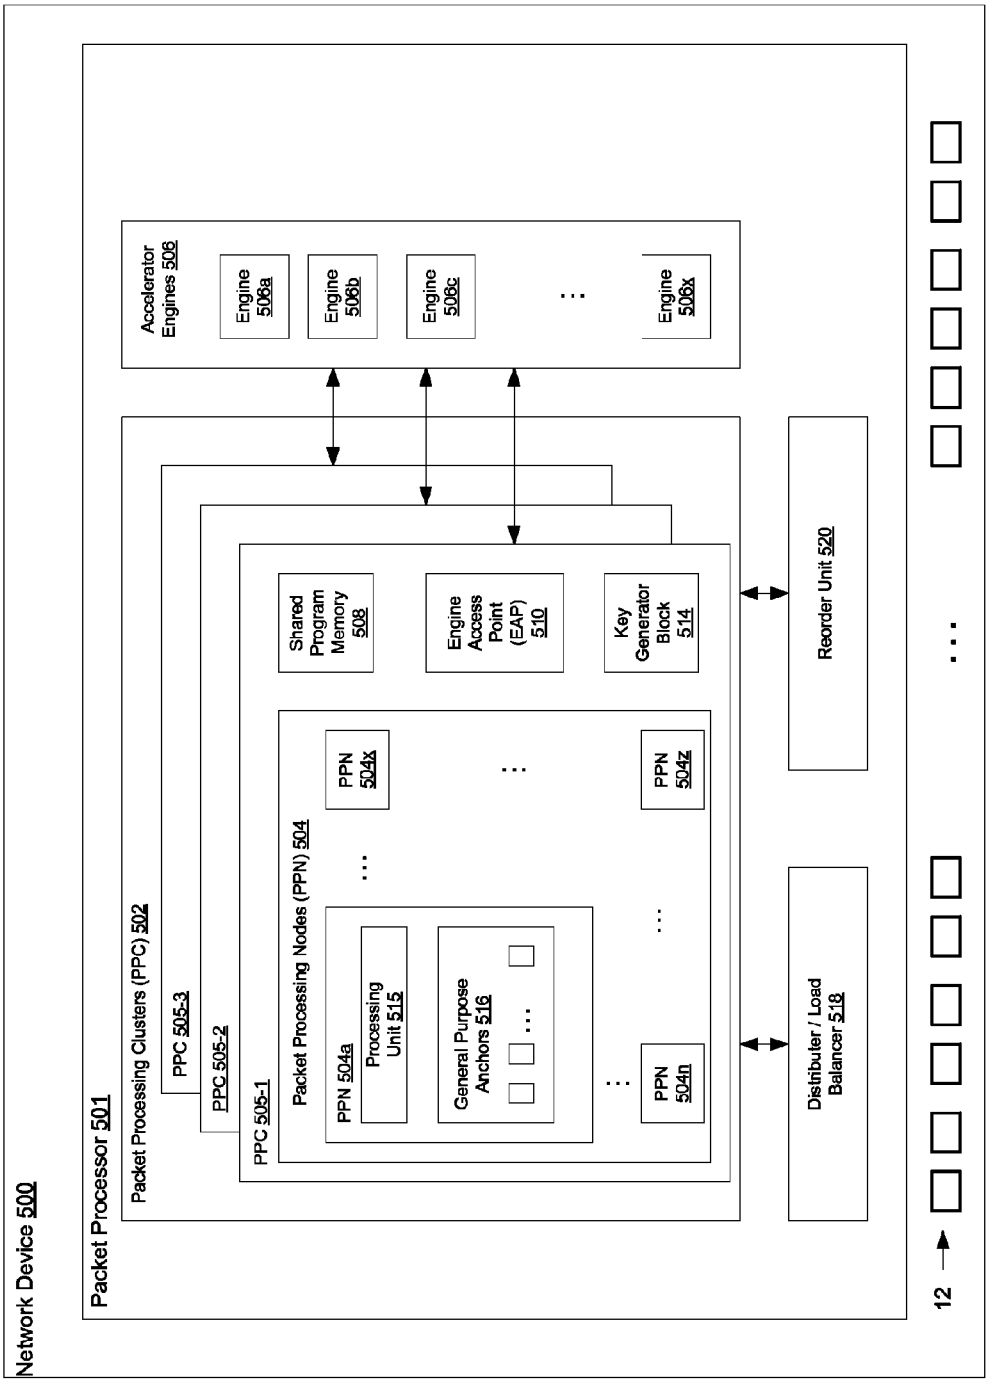 Network Device 500
Packet Processor 501
Packet Processing Clusters (PPC) 502
PPC 505-3
PPC 505-2
PPC 505-1
Packet Processing Nodes (PPN) 504
PPN 504a
Processing
Unit 515
General Purpose
Anchors 516
...
...
PPN
504x
...
...
PPN
504n
...
PPN
504z
Shared
Program
Memory
508
Engine
Access
Point
(EAP)
510
Key
Generator
Block
514
Accelerator
Engines 506
Engine
506a
Engine
506b
Engine
506c
...
Engine
506x
Distributer / Load
Balancer 518
Reorder Unit 520
12
...